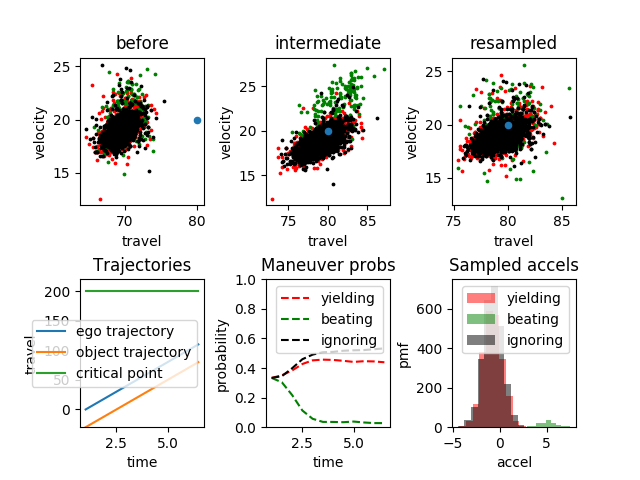 before
intermediate
resampled
25
20
15
velocity
70
80
travel
25
20
15
velocity
75
80
85
travel
25
20
15
velocity
75
80
85
travel
Trajectories
Maneuver probs
Sampled accels
200
150
100
50
0
travel
ego trajectory
object trajectory
critical point
2.5
5.0
time
1.0
0.8
0.6
0.4
0.2
0.0
probability
yielding
beating
ignoring
2.5
5.0
time
600
400
200
0
pmf
yielding
beating
ignoring
−5
0
5
accel